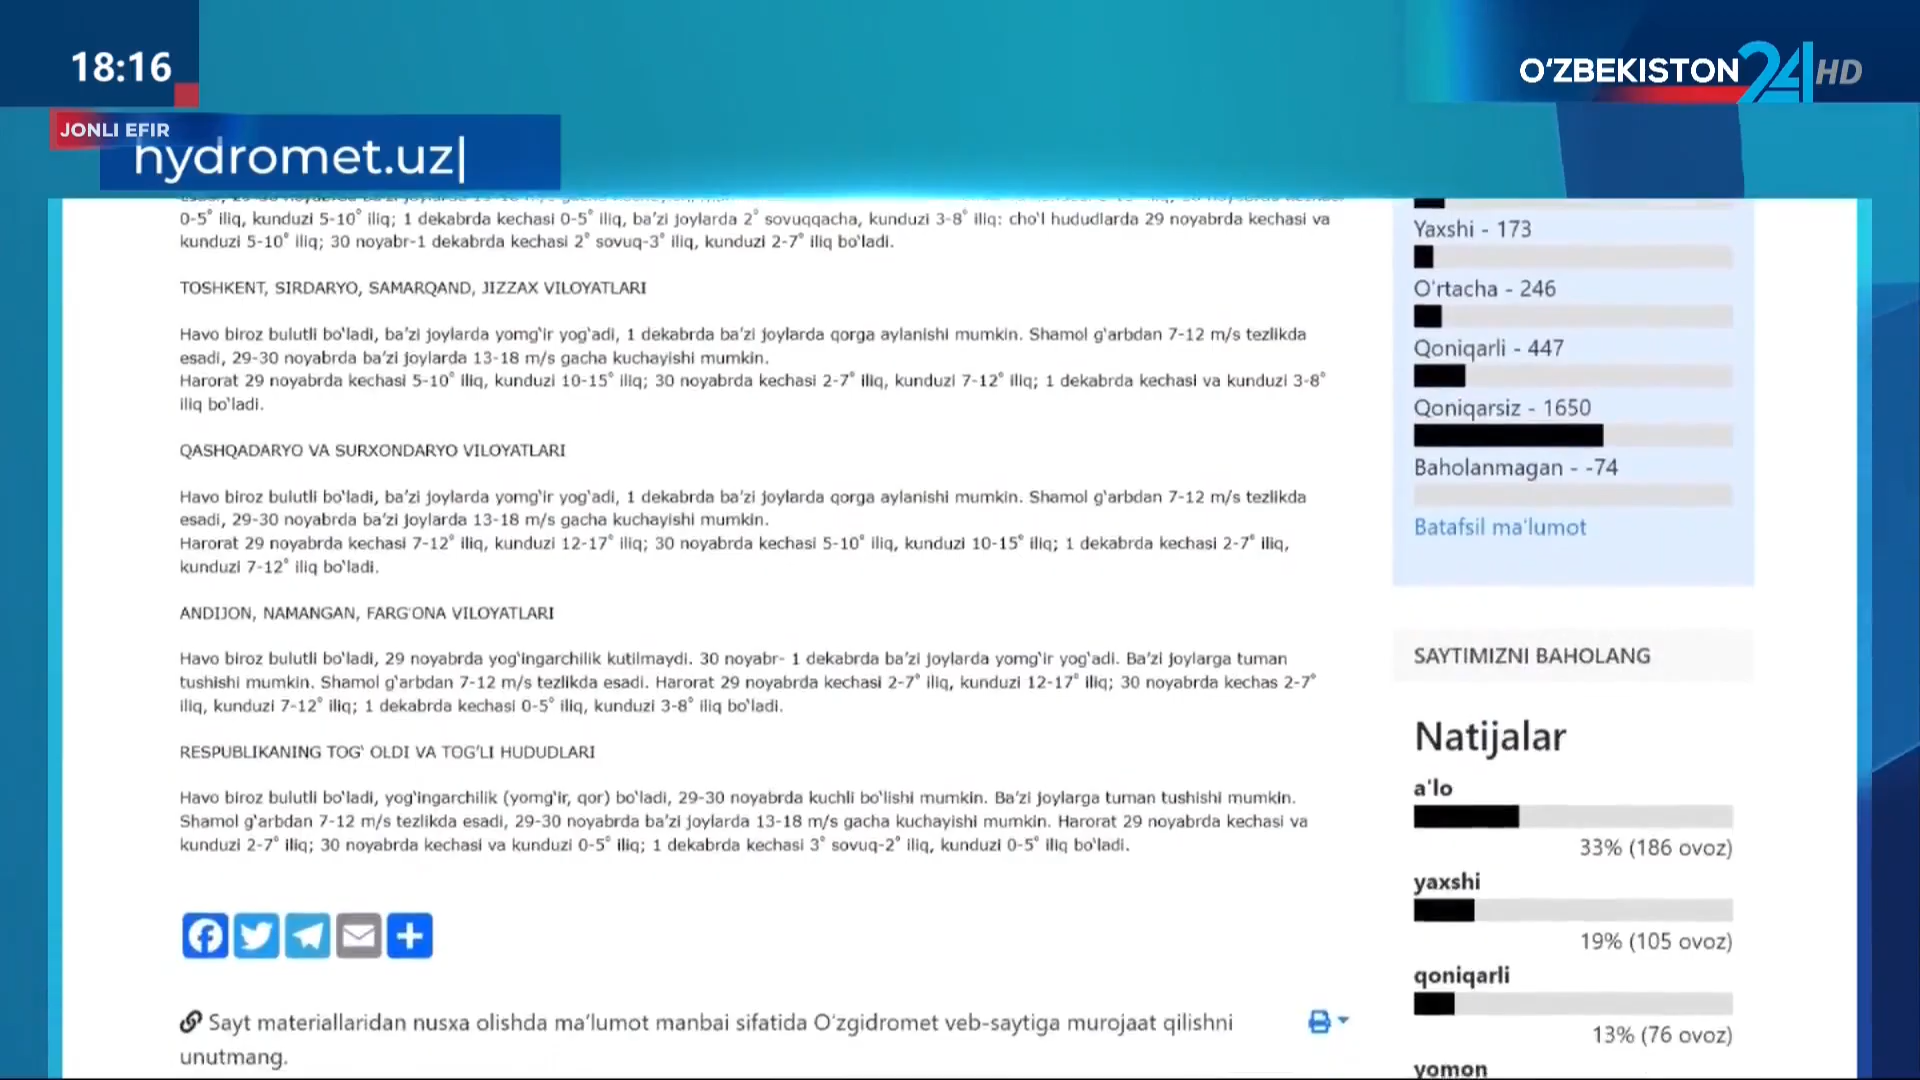 18:16
O‘ZBEKISTON 24 HD
JONLI EFIR
hydromet.uz|
0-5° iliq, kunduzi 5-10° iliq; 1 dekabrda kechasi 0-5° iliq, ba’zi joylarda 2° sovuqqacha, kunduzi 3-8° iliq: cho‘l hududlarda 29 noyabrda kechasi va
kunduzi 5-10° iliq; 30 noyabr-1 dekabrda kechasi 2° sovuq-3° iliq, kunduzi 2-7° iliq bo‘ladi.
TOSHKENT, SIRDARYO, SAMARQAND, JIZZAX VILOYATLARI
Havo biroz bulutli bo‘ladi, ba’zi joylarda yomg‘ir yog‘adi, 1 dekabrda ba’zi joylarda qorga aylanishi mumkin. Shamol g‘arbdan 7-12 m/s tezlikda
esadi, 29-30 noyabrda ba’zi joylarda 13-18 m/s gacha kuchayishi mumkin.
Harorat 29 noyabrda kechasi 5-10° iliq, kunduzi 10-15° iliq; 30 noyabrda kechasi 2-7° iliq, kunduzi 7-12° iliq; 1 dekabrda kechasi va kunduzi 3-8°
iliq bo‘ladi.
QASHQADARYO VA SURXONDARYO VILOYATLARI
Havo biroz bulutli bo‘ladi, ba’zi joylarda yomg‘ir yog‘adi, 1 dekabrda ba’zi joylarda qorga aylanishi mumkin. Shamol g‘arbdan 7-12 m/s tezlikda
esadi, 29-30 noyabrda ba’zi joylarda 13-18 m/s gacha kuchayishi mumkin.
Harorat 29 noyabrda kechasi 7-12° iliq, kunduzi 12-17° iliq; 30 noyabrda kechasi 5-10° iliq, kunduzi 10-15° iliq; 1 dekabrda kechasi 2-7° iliq,
kunduzi 7-12° iliq bo‘ladi.
ANDIJON, NAMANGAN, FARG‘ONA VILOYATLARI
Havo biroz bulutli bo‘ladi, 29 noyabrda yog‘ingarchilik kutilmaydi. 30 noyabr- 1 dekabrda ba’zi joylarda yomg‘ir yog‘adi. Ba’zi joylarga tuman
tushishi mumkin. Shamol g‘arbdan 7-12 m/s tezlikda esadi. Harorat 29 noyabrda kechasi 2-7° iliq, kunduzi 12-17° iliq; 30 noyabrda kechas 2-7°
iliq, kunduzi 7-12° iliq; 1 dekabrda kechasi 0-5° iliq, kunduzi 3-8° iliq bo‘ladi.
RESPUBLIKANING TOG‘ OLDI VA TOG‘LI HUDUDLARI
Havo biroz bulutli bo‘ladi, yog‘ingarchilik (yomg‘ir, qor) bo‘ladi, 29-30 noyabrda kuchli bo‘lishi mumkin. Ba’zi joylarga tuman tushishi mumkin.
Shamol g‘arbdan 7-12 m/s tezlikda esadi, 29-30 noyabrda ba’zi joylarda 13-18 m/s gacha kuchayishi mumkin. Harorat 29 noyabrda kechasi va
kunduzi 2-7° iliq; 30 noyabrda kechasi va kunduzi 0-5° iliq; 1 dekabrda kechasi 3° sovuq-2° iliq, kunduzi 0-5° iliq bo‘ladi.
Sayt materiallaridan nusxa olishda ma’lumot manbai sifatida O‘zgidromet veb-saytiga murojaat qilishni
unutmang.
Yaxshi - 173
O'rtacha - 246
Qoniqarli - 447
Qoniqarsiz - 1650
Baholanmagan - -74
Batafsil ma'lumot
SAYTIMIZNI BAHOLANG
Natijalar
a'lo
33% (186 ovoz)
yaxshi
19% (105 ovoz)
qoniqarli
13% (76 ovoz)
yomon